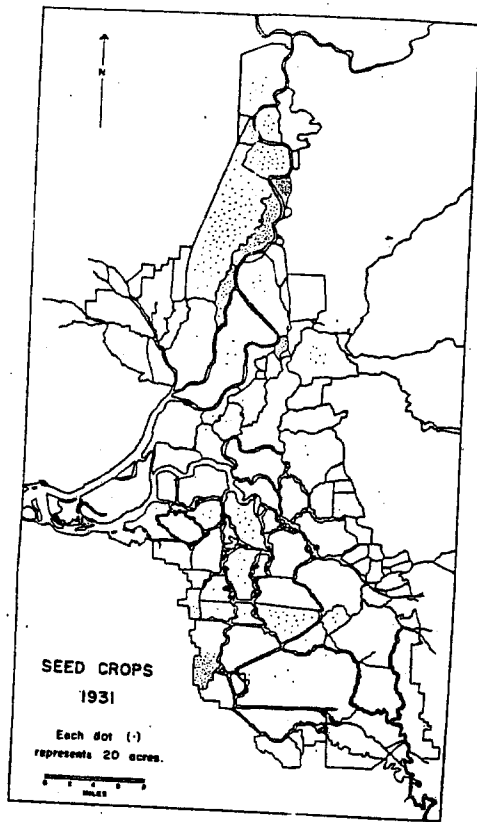 N
SEED CROPS
1931
Each dot (·)
represents 20 acres.
MILES